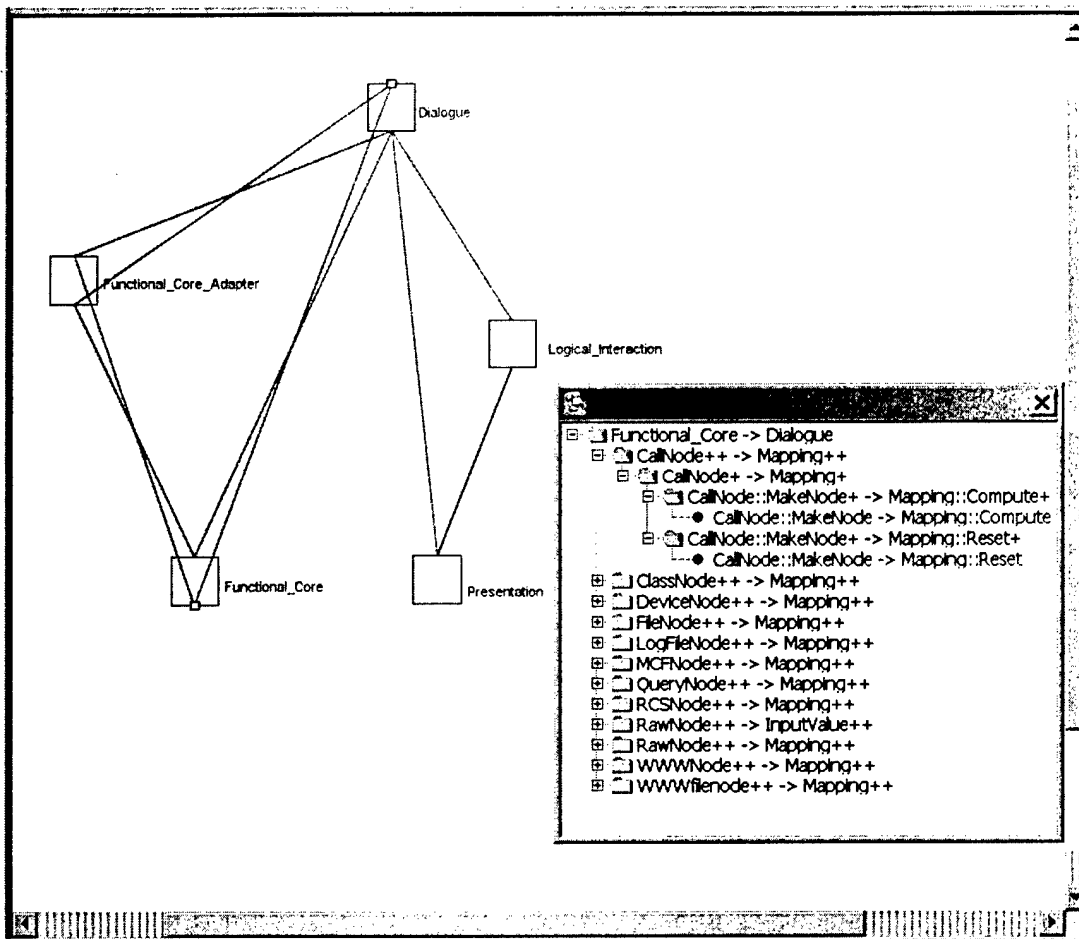 Dialogue
Functional_Core_Adapter
Logical_Interaction
Functional_Core
Presentation
Functional_Core -> Dialogue
CallNode++ -> Mapping++
CallNode+ -> Mapping+
CallNode::MakeNode+ -> Mapping::Compute+
CallNode::MakeNode -> Mapping::Compute
CallNode::MakeNode+ -> Mapping::Reset+
CallNode::MakeNode -> Mapping::Reset
ClassNode++ -> Mapping++
DeviceNode++ -> Mapping++
FileNode++ -> Mapping++
LogFileNode++ -> Mapping++
MCFNode++ -> Mapping++
QueryNode++ -> Mapping++
RCSNode++ -> Mapping++
RawNode++ -> InputValue++
RawNode++ -> Mapping++
WWWNode++ -> Mapping++
WWWfilenode++ -> Mapping++